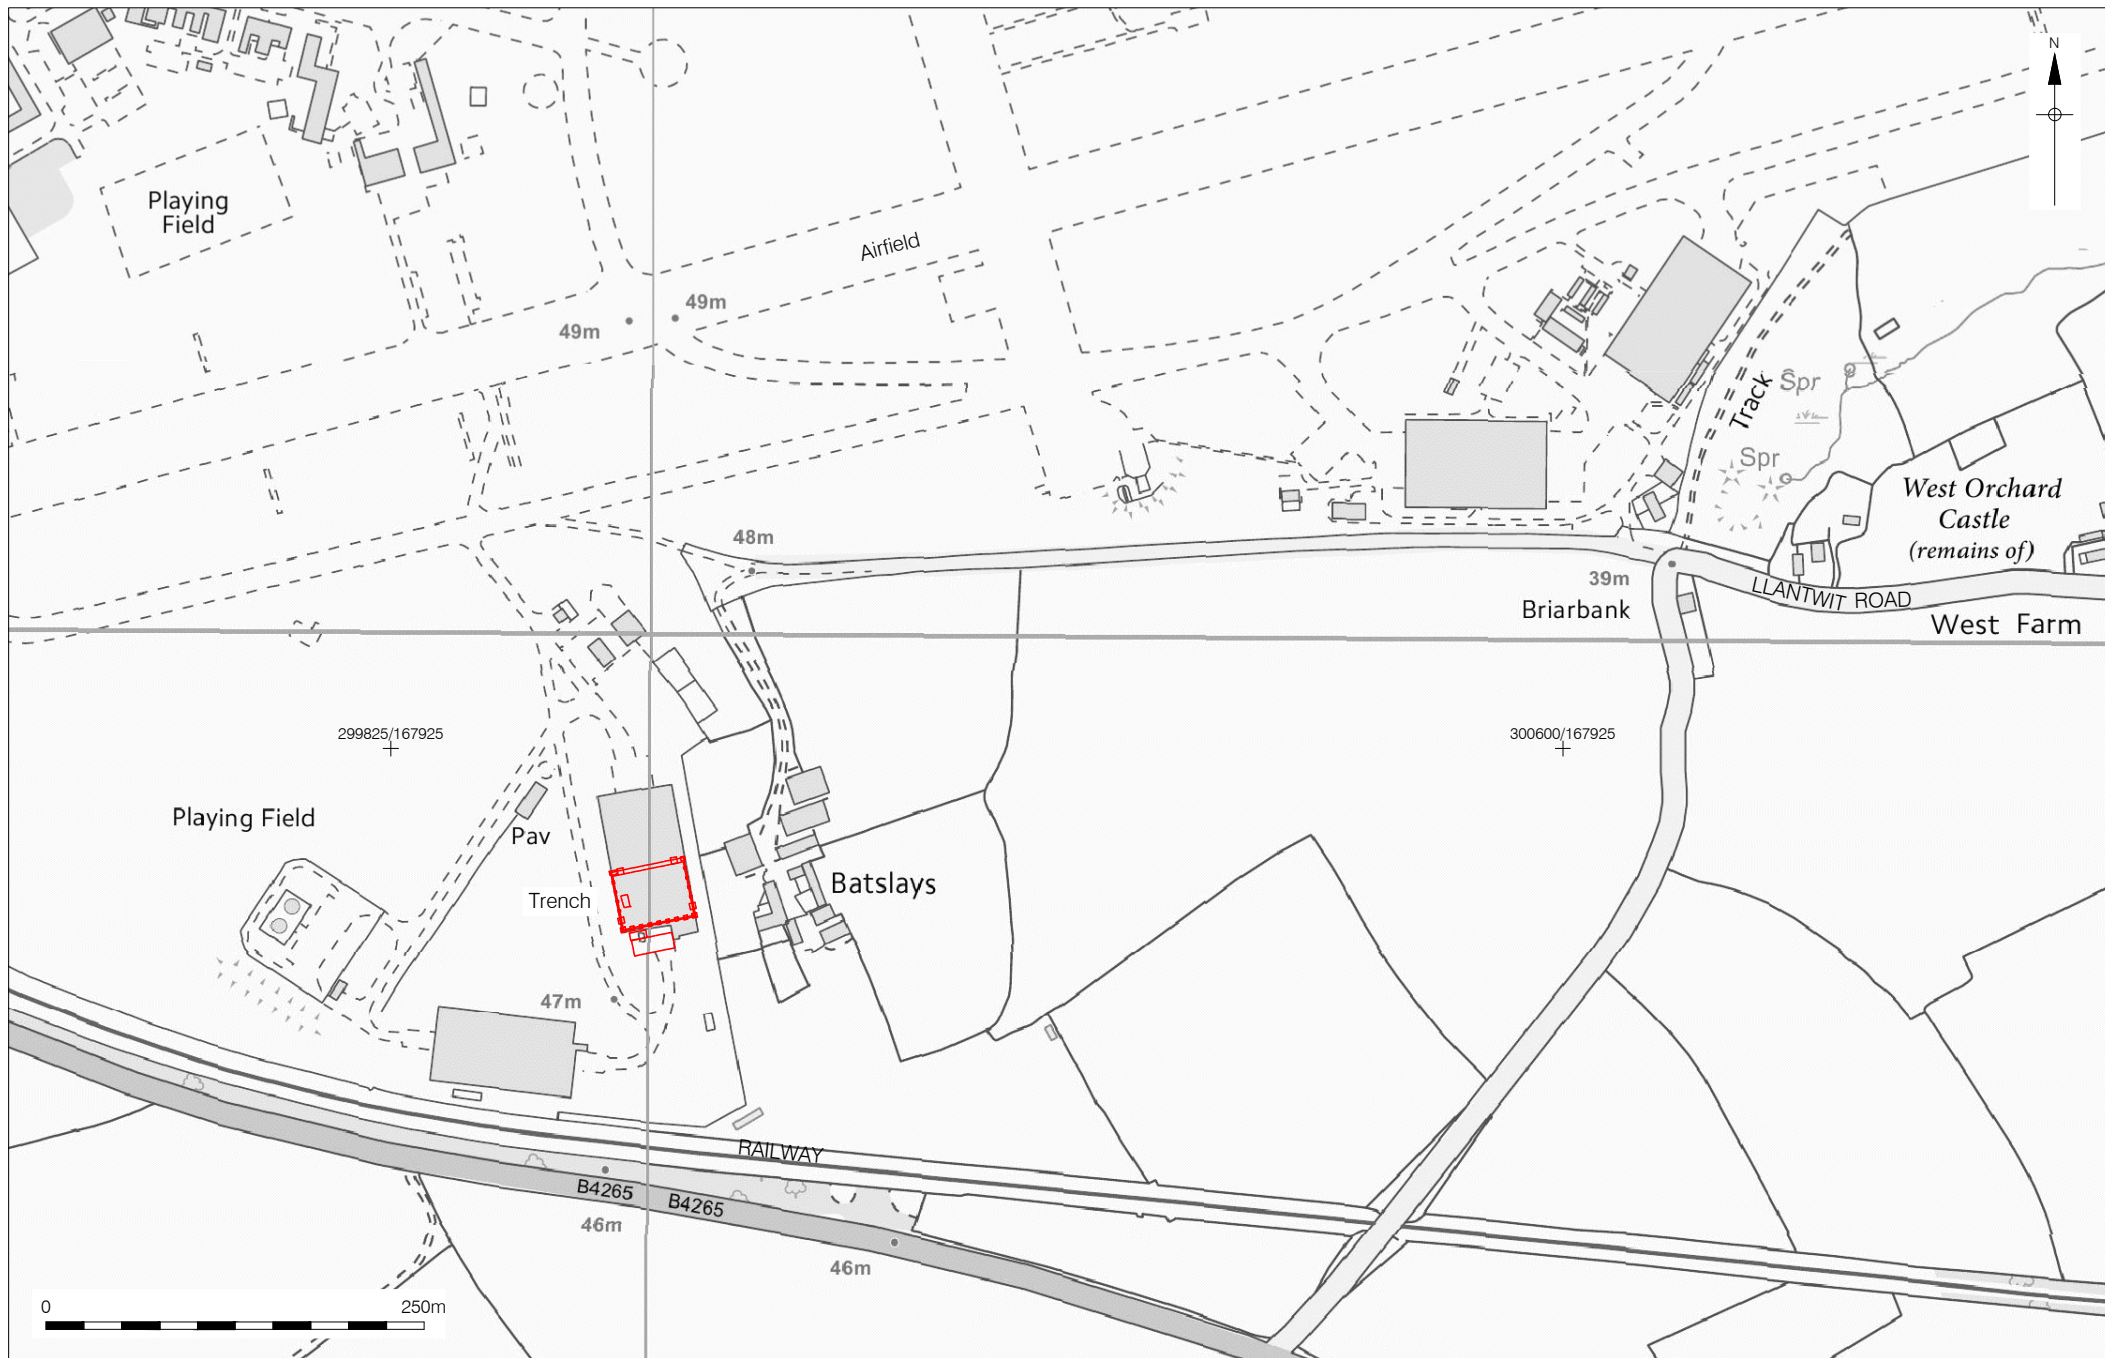 N
Playing
Field
Airfield
49m
49m
Track
Spr
Spr
West Orchard
Castle
(remains of)
48m
39m
LLANTWIT ROAD
Briarbank
West Farm
299825/167925
300600/167925
Playing Field
Pav
Trench
Batslays
47m
RAILWAY
B4265
B4265
46m
46m
0
250m